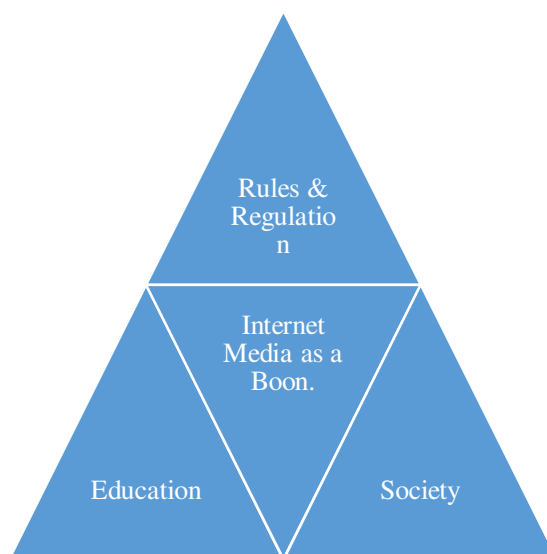 Rules &
Regulatio
n
Internet
Media as a
Boon.
Education
Society